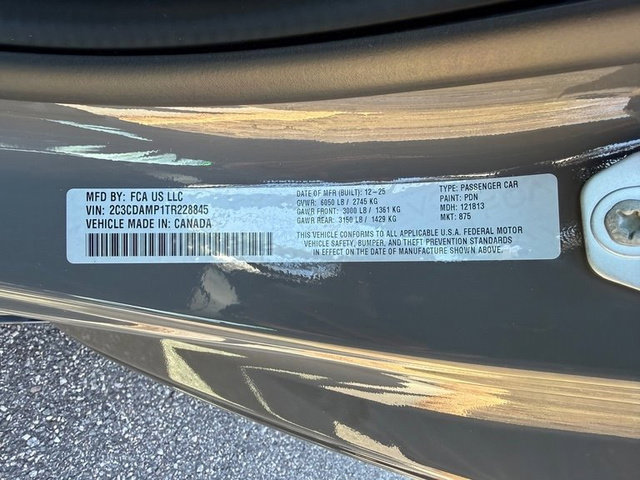 MFD BY: FCA US LLC
VIN: 2C3CDAMP1TR228845
VEHICLE MADE IN: CANADA
DATE OF MFR (BUILT): 12-25
GVWR: 6050 LB / 2745 KG
GAWR FRONT: 3000 LB / 1361 KG
GAWR REAR: 3150 LB / 1429 KG
TYPE: PASSENGER CAR
PAINT: PDN
MDH: 121813
MKT: 875
THIS VEHICLE CONFORMS TO ALL APPLICABLE U.S.A. FEDERAL MOTOR
VEHICLE SAFETY, BUMPER, AND THEFT PREVENTION STANDARDS
IN EFFECT ON THE DATE OF MANUFACTURE SHOWN ABOVE.